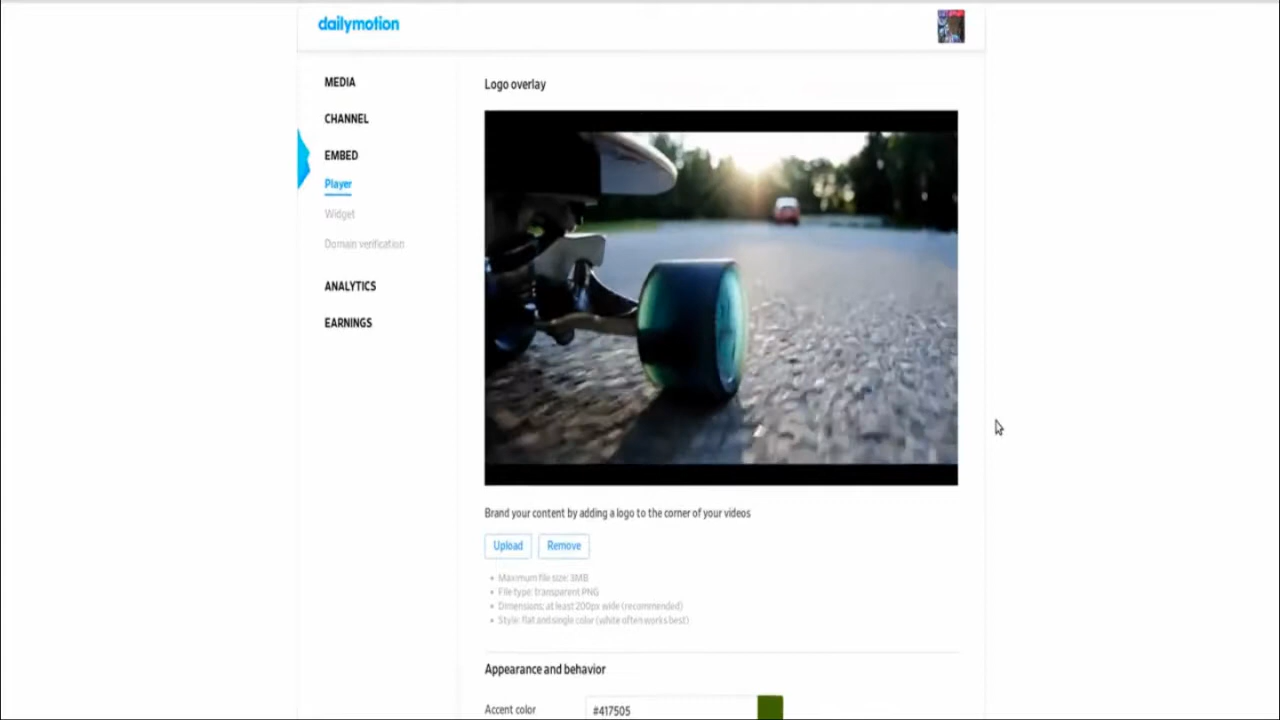 dailymotion
MEDIA
CHANNEL
EMBED
Player
Widget
Domain verification
ANALYTICS
EARNINGS
Logo overlay
Brand your content by adding a logo to the corner of your videos
Upload Remove
• Maximum file size: 3MB
• File type: transparent PNG
• Dimensions: at least 200px wide (recommended)
• Style: flat and single color (white often works best)
Appearance and behavior
Accent color #417505